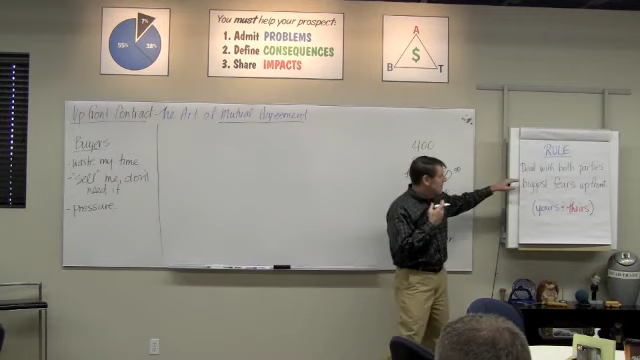 7%
55%
38%
You must help your prospect:
1. Admit PROBLEMS
2. Define CONSEQUENCES
3. Share IMPACTS
A
$
B T
Up front Contract - the Art of Mutual Agreement
Buyers
- waste my time
- "sell" me, don't
need it
- pressure
400
RULE
Deal with both parties
biggest fears upfront
(yours + theirs)